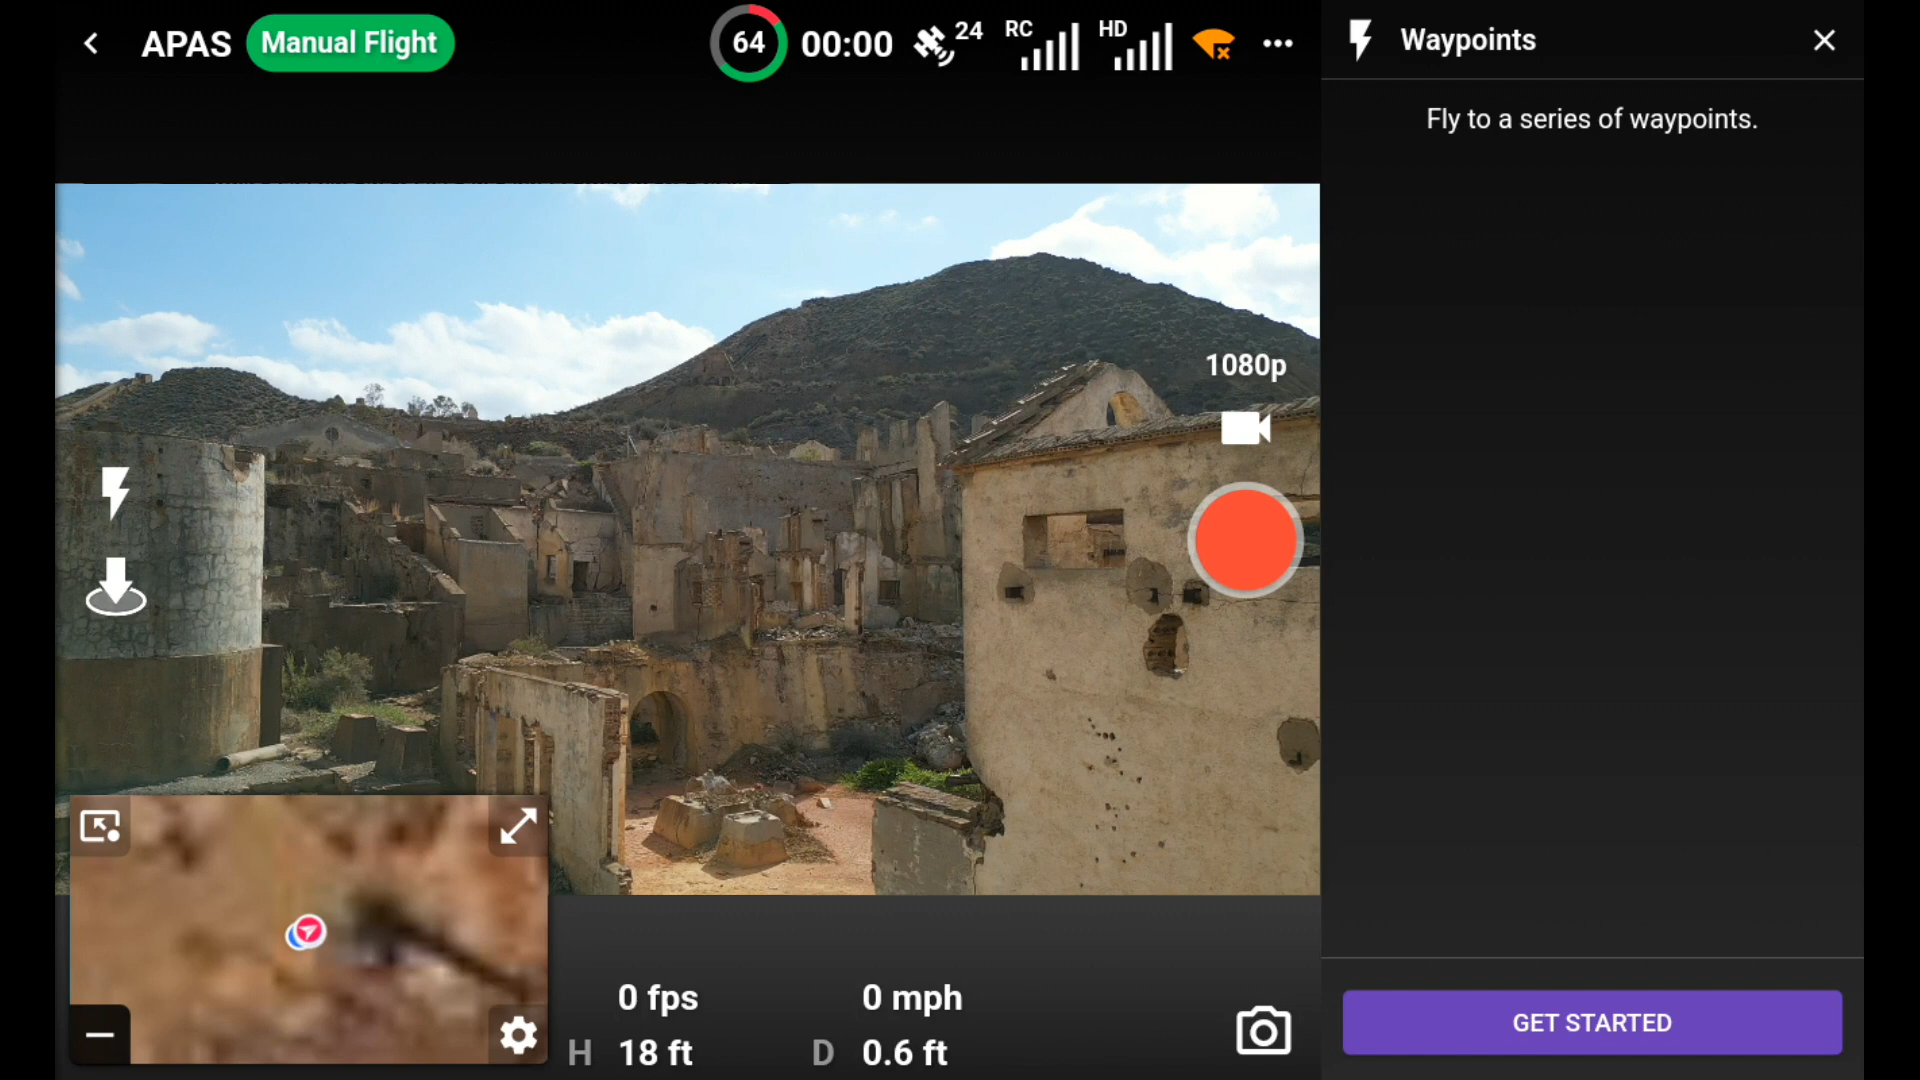 APAS Manual Flight 64 00:00 24 RC HD
Waypoints
Fly to a series of waypoints.
1080p
0 fps 0 mph
H 18 ft D 0.6 ft
GET STARTED